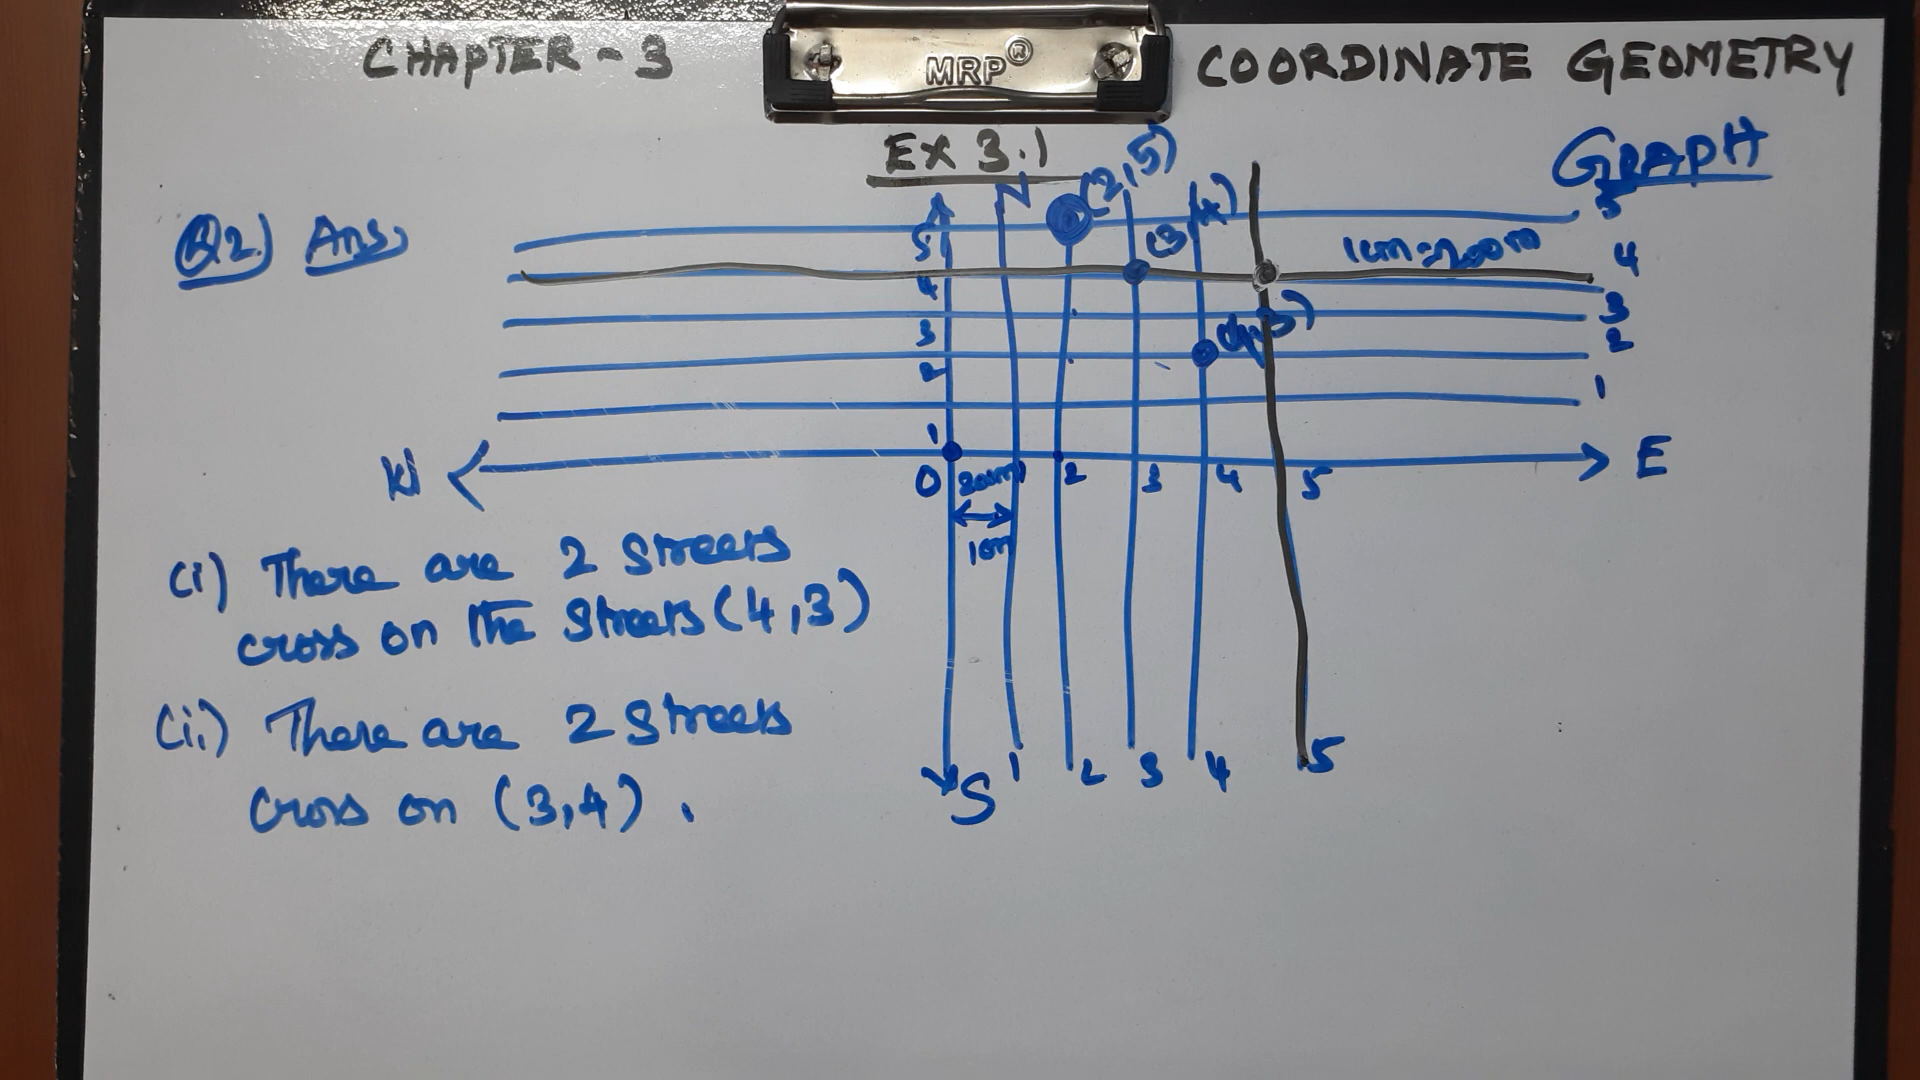 CHAPTER - 3
MRP®
COORDINATE GEOMETRY
EX 3.1
GRAPH
Q2.) Ans,
N
(2,5)
(3,4)
1cm=200m
(4,3)
5
4
3
2
1
5
4
3
2
1
W
E
0 200m 2 3 4 5
1cm
(i) There are 2 Streets
cross on the Streets (4,3)
(ii) There are 2 Streets
cross on (3,4).
S 1 2 3 4 5